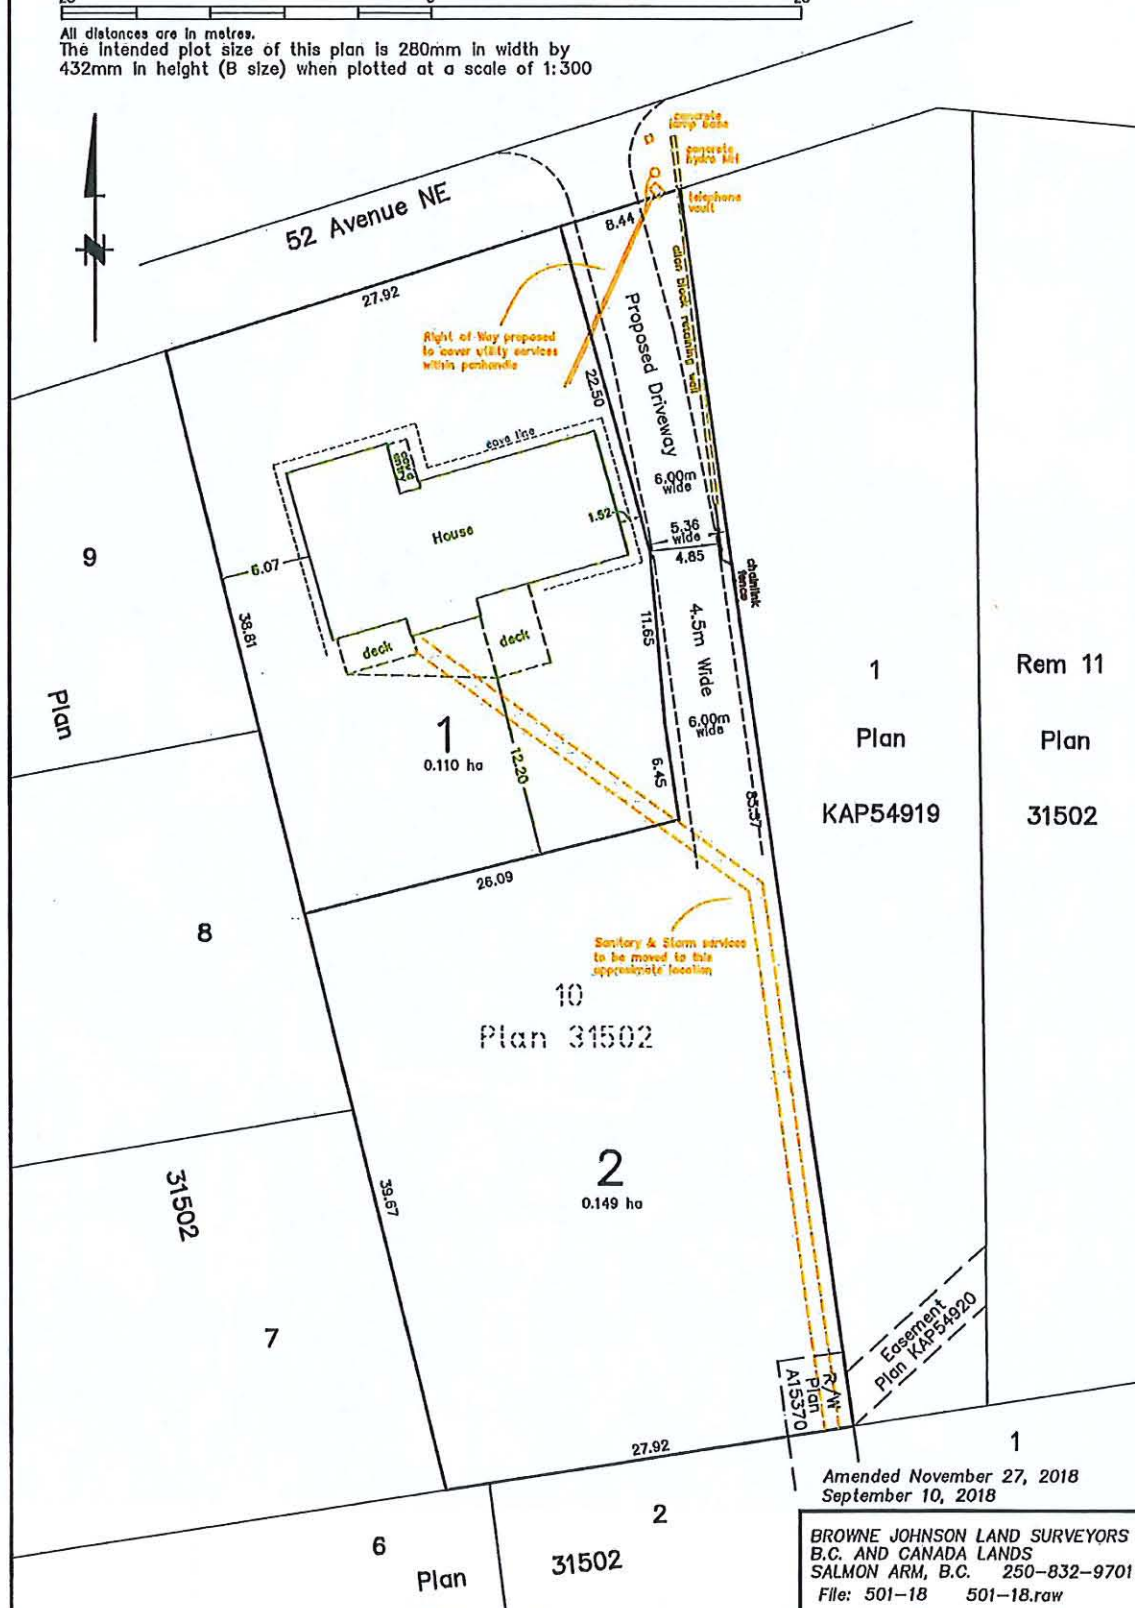 All distances are in metres.
The intended plot size of this plan is 280mm in width by
432mm in height (B size) when plotted at a scale of 1:300
52 Avenue NE
concrete
lamp base
concrete
hydro
telephone
vault
8.44
27.92
Right of Way proposed
to cover utility services
within panhandle
22.50
Proposed Driveway
block retaining wall
6.00m
wide
eave line
House
1.52
5.36
wide
4.85
chainlink
fence
9
6.07
38.81
Plan
deck
deck
11.65
4.5m Wide
6.00m
wide
1
0.110 ha
12.20
6.45
85.37
1
Plan
KAP54919
Rem 11
Plan
31502
26.09
8
Sanitary & Storm services
to be moved to this
approximate location
10
Plan 31502
2
0.149 ha
31502
39.67
7
Easement
Plan KAP54920
R/W
Plan
A15370
27.92
1
Amended November 27, 2018
September 10, 2018
2
6
Plan
31502
BROWNE JOHNSON LAND SURVEYORS
B.C. AND CANADA LANDS
SALMON ARM, B.C. 250-832-9701
File: 501-18 501-18.raw